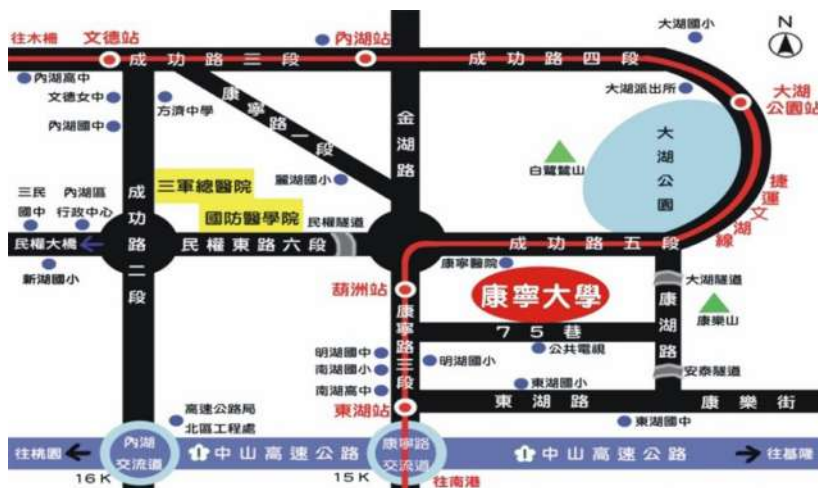 大湖國小
N
往木柵
文德站
內湖站
成功路三段
成功路四段
內湖高中
文德女中
方濟中學
內湖國中
康寧路一段
金湖路
大湖派出所
大湖公園站
大湖公園
白鷺鷥山
捷運文湖線
三軍總醫院
麗湖國小
國防醫學院
三民國中
內湖區行政中心
成功路二段
民權隧道
民權大橋
民權東路六段
成功路五段
新湖國小
康寧醫院
葫洲站
康寧大學
大湖隧道
康湖路
康樂山
75巷
康寧路三段
明湖國中
明湖國小
公共電視
南湖國小
南湖高中
東湖國小
安泰隧道
東湖站
東湖路
康樂街
高速公路局
北區工程處
東湖國中
往桃園
內湖
交流道
1
中山高速公路
康寧路
交流道
1
中山高速公路
往基隆
16K
15K
往南港